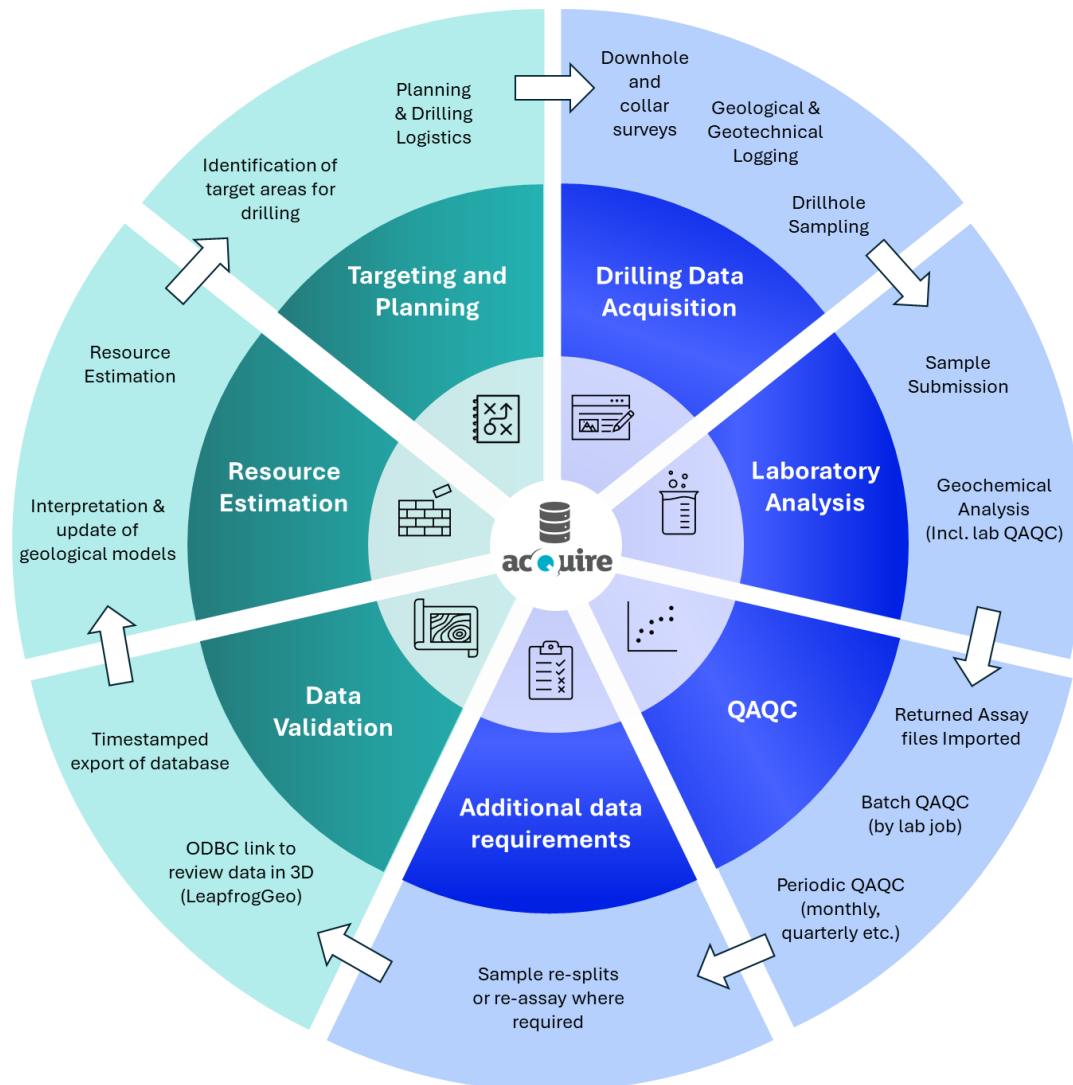 Planning
& Drilling
Logistics
Identification of
target areas for
drilling
Targeting and
Planning
Downhole
and
collar
surveys
Geological &
Geotechnical
Logging
Drillhole
Sampling
Drilling Data
Acquisition
Sample
Submission
Geochemical
Analysis
(Incl. lab QAQC)
Laboratory
Analysis
Returned Assay
files Imported
Batch QAQC
(by lab job)
Periodic QAQC
(monthly,
quarterly etc.)
QAQC
Additional data
requirements
Sample re-splits
or re-assay where
required
Data
Validation
ODBC link to
review data in 3D
(LeapfrogGeo)
Timestamped
export of database
Resource
Estimation
Interpretation &
update of
geological models
Resource
Estimation
acQuire